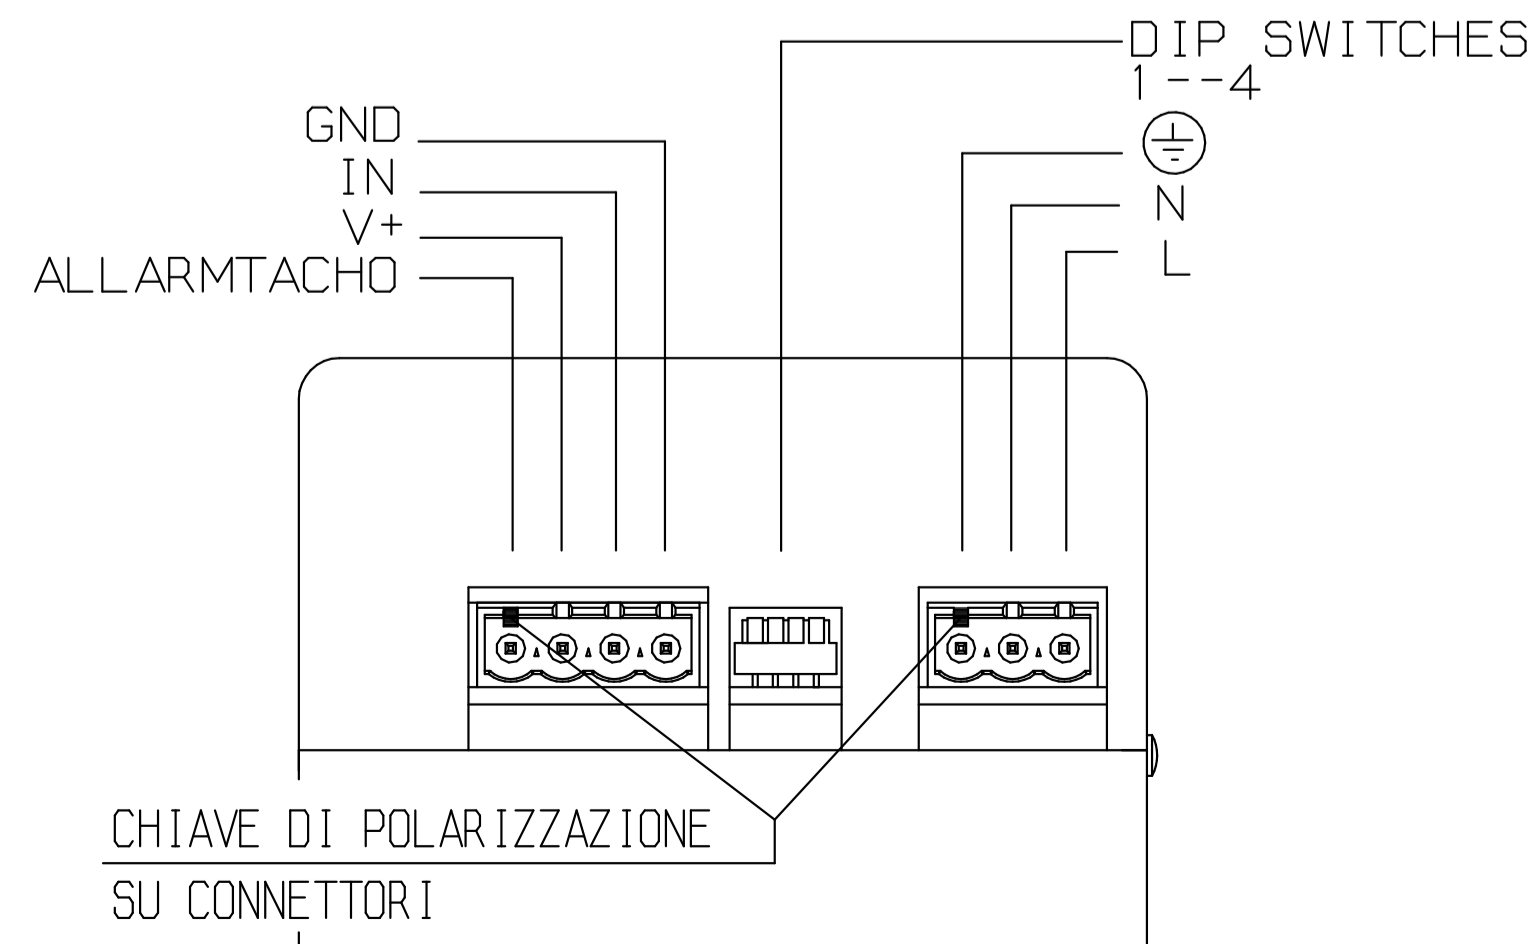 DIP SWITCHES
1--4
GND
IN
V+
ALLARMTACHO
N
L
CHIAVE DI POLARIZZAZIONE
SU CONNETTORI